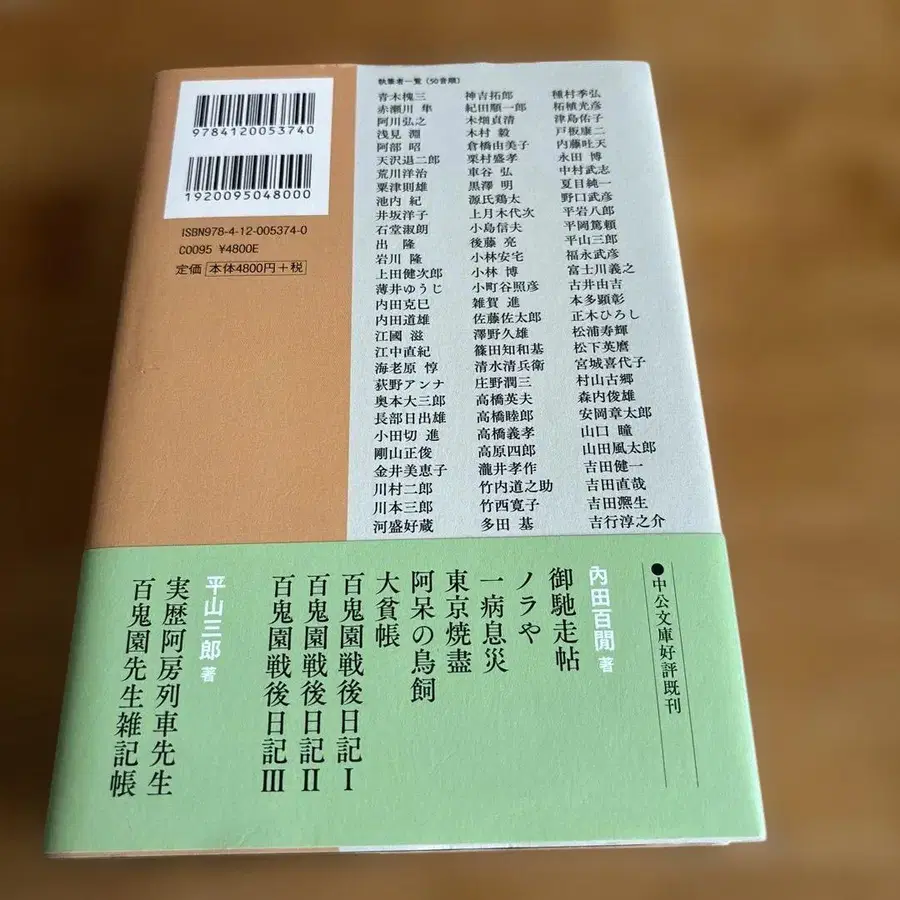 9784120053740
1920095048000
ISBN978-4-12-005374-0
C0095 ¥4800E
定価 本体4800円+税
執筆者一覧(50音順)
青木槐三
赤瀬川 隼
阿川弘之
浅見 淵
阿部 昭
天沢退二郎
荒川洋治
粟津則雄
池内 紀
井坂洋子
石堂淑朗
出 隆
岩川 隆
上田健次郎
薄井ゆうじ
内田克巳
内田道雄
江國 滋
江中直紀
海老原 惇
荻野アンナ
奥本大三郎
長部日出雄
小田切 進
剛山正俊
金井美恵子
川村二郎
川本三郎
河盛好蔵
神吉拓郎
紀田順一郎
木畑貞清
木村 毅
倉橋由美子
栗村盛孝
車谷 弘
黒澤 明
源氏鶏太
上月木代次
小島信夫
後藤 亮
小林安宅
小林 博
小町谷照彦
雑賀 進
佐藤佐太郎
澤野久雄
篠田知和基
清水清兵衛
庄野潤三
高橋英夫
高橋睦郎
高橋義孝
高原四郎
瀧井孝作
竹内道之助
竹西寛子
多田 基
種村季弘
柘植光彦
津島佑子
戸板康二
内藤吐天
永田 博
中村武志
夏目純一
野口武彦
平岩八郎
平岡篤頼
平山三郎
福永武彦
富士川義之
古井由吉
本多顕彰
正木ひろし
松浦寿輝
松下英麿
宮城喜代子
村山古郷
森内俊雄
安岡章太郎
山口 瞳
山田風太郎
吉田健一
吉田直哉
吉田凞生
吉行淳之介
●中公文庫好評既刊
内田百閒 著
御馳走帖
ノラや
一病息災
東京焼盡
阿呆の鳥飼
大貧帳
百鬼園戦後日記Ⅰ
百鬼園戦後日記Ⅱ
百鬼園戦後日記Ⅲ
平山三郎 著
実歴阿房列車先生
百鬼園先生雑記帳